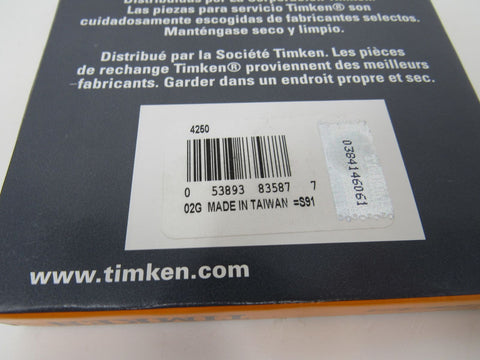 Distribuidas por La Corporación Timken.
Las piezas para servicio Timken® son
cuidadosamente escogidas de fabricantes selectos.
Manténgase seco y limpio.
Distribué par la Société Timken. Les pièces
de rechange Timken® proviennent des meilleurs
fabricants. Garder dans un endroit propre et sec.
4250
0 53893 83587 7
02G MADE IN TAIWAN =S91
0384146061
www.timken.com
TIMKEN